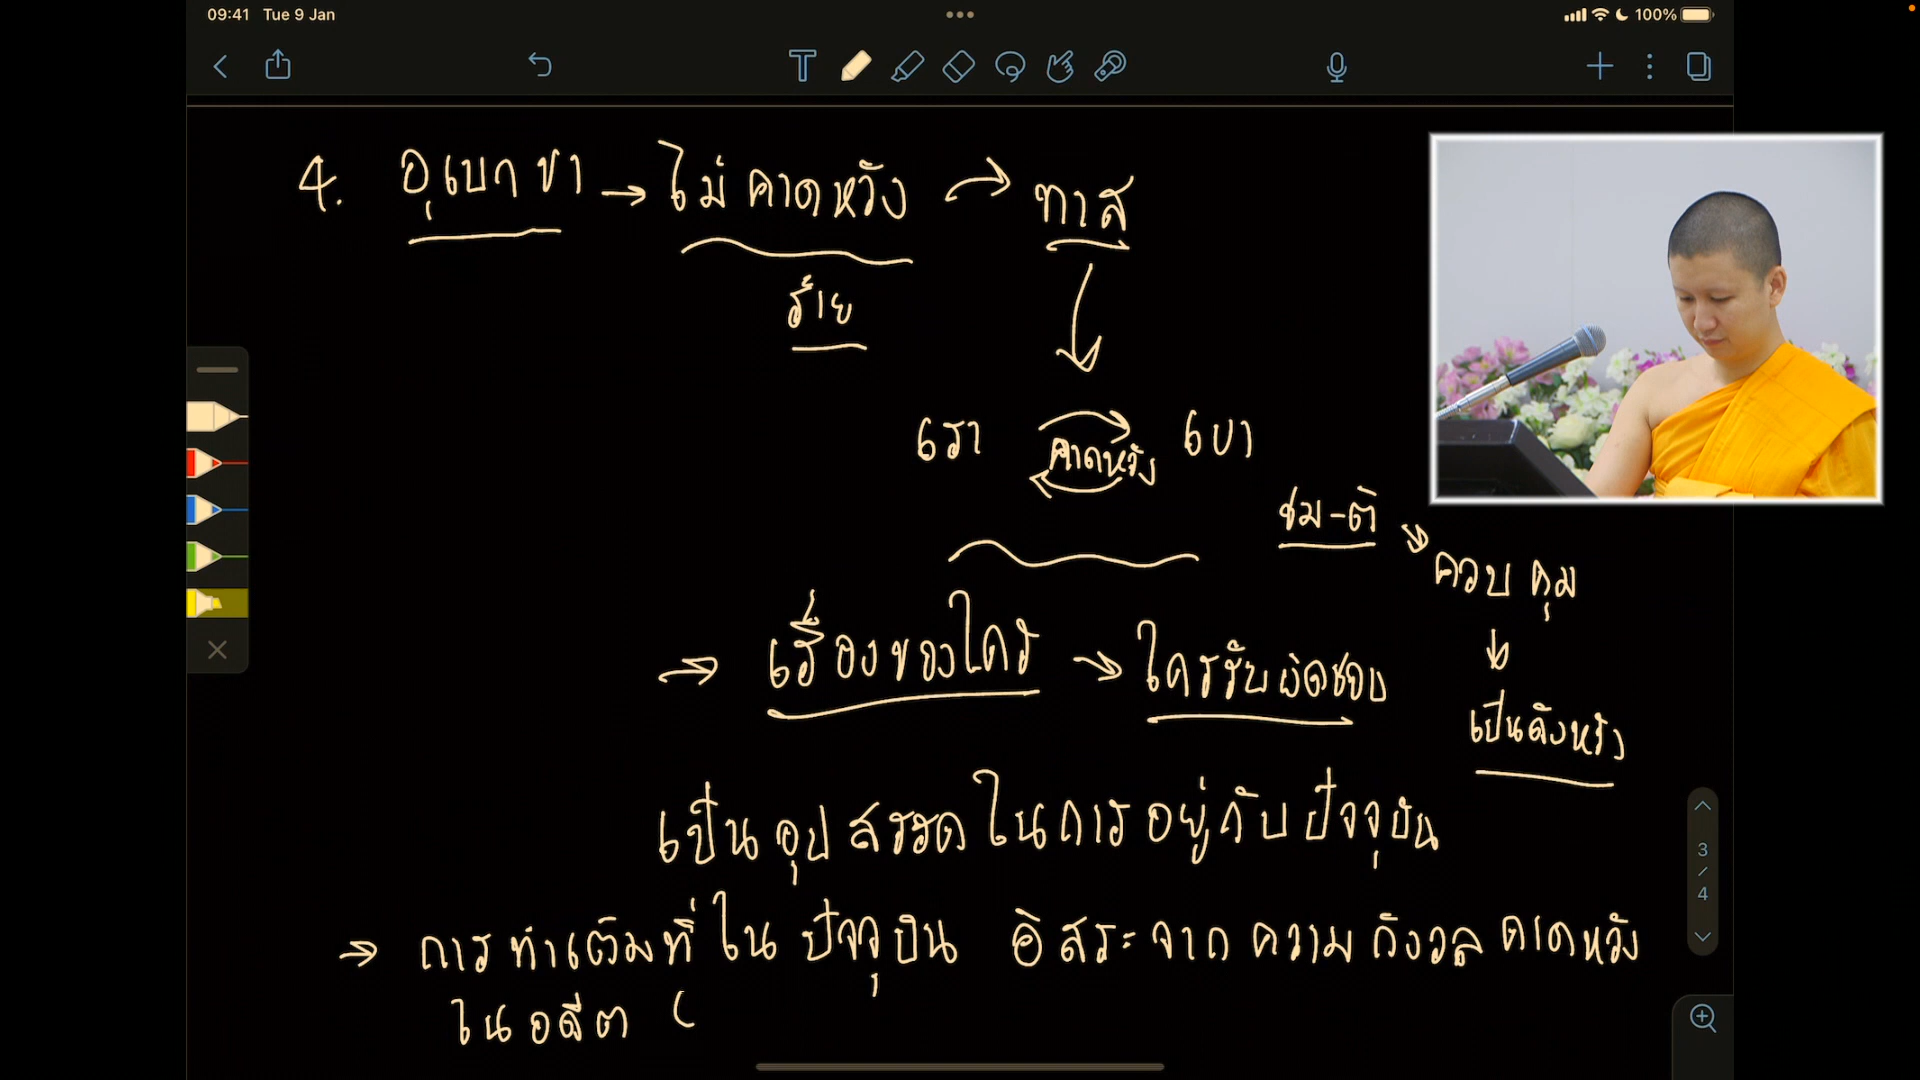 09:41 Tue 9 Jan
100%
4. อุเบกขา → ไม่คาดหวัง → ทาส
ร้าย
เรา คาดหวัง เขา
ชม-ติ
ควบคุม
→ เรื่องของใคร → ใครรับผิดชอบ
เป็นดังหวัง
เป็นอุปสรรคในการอยู่กับปัจจุบัน
→ การทำเต็มที่ในปัจจุบัน อิสระจากความกังวลคาดหวัง
ในอดีต (
3
/
4